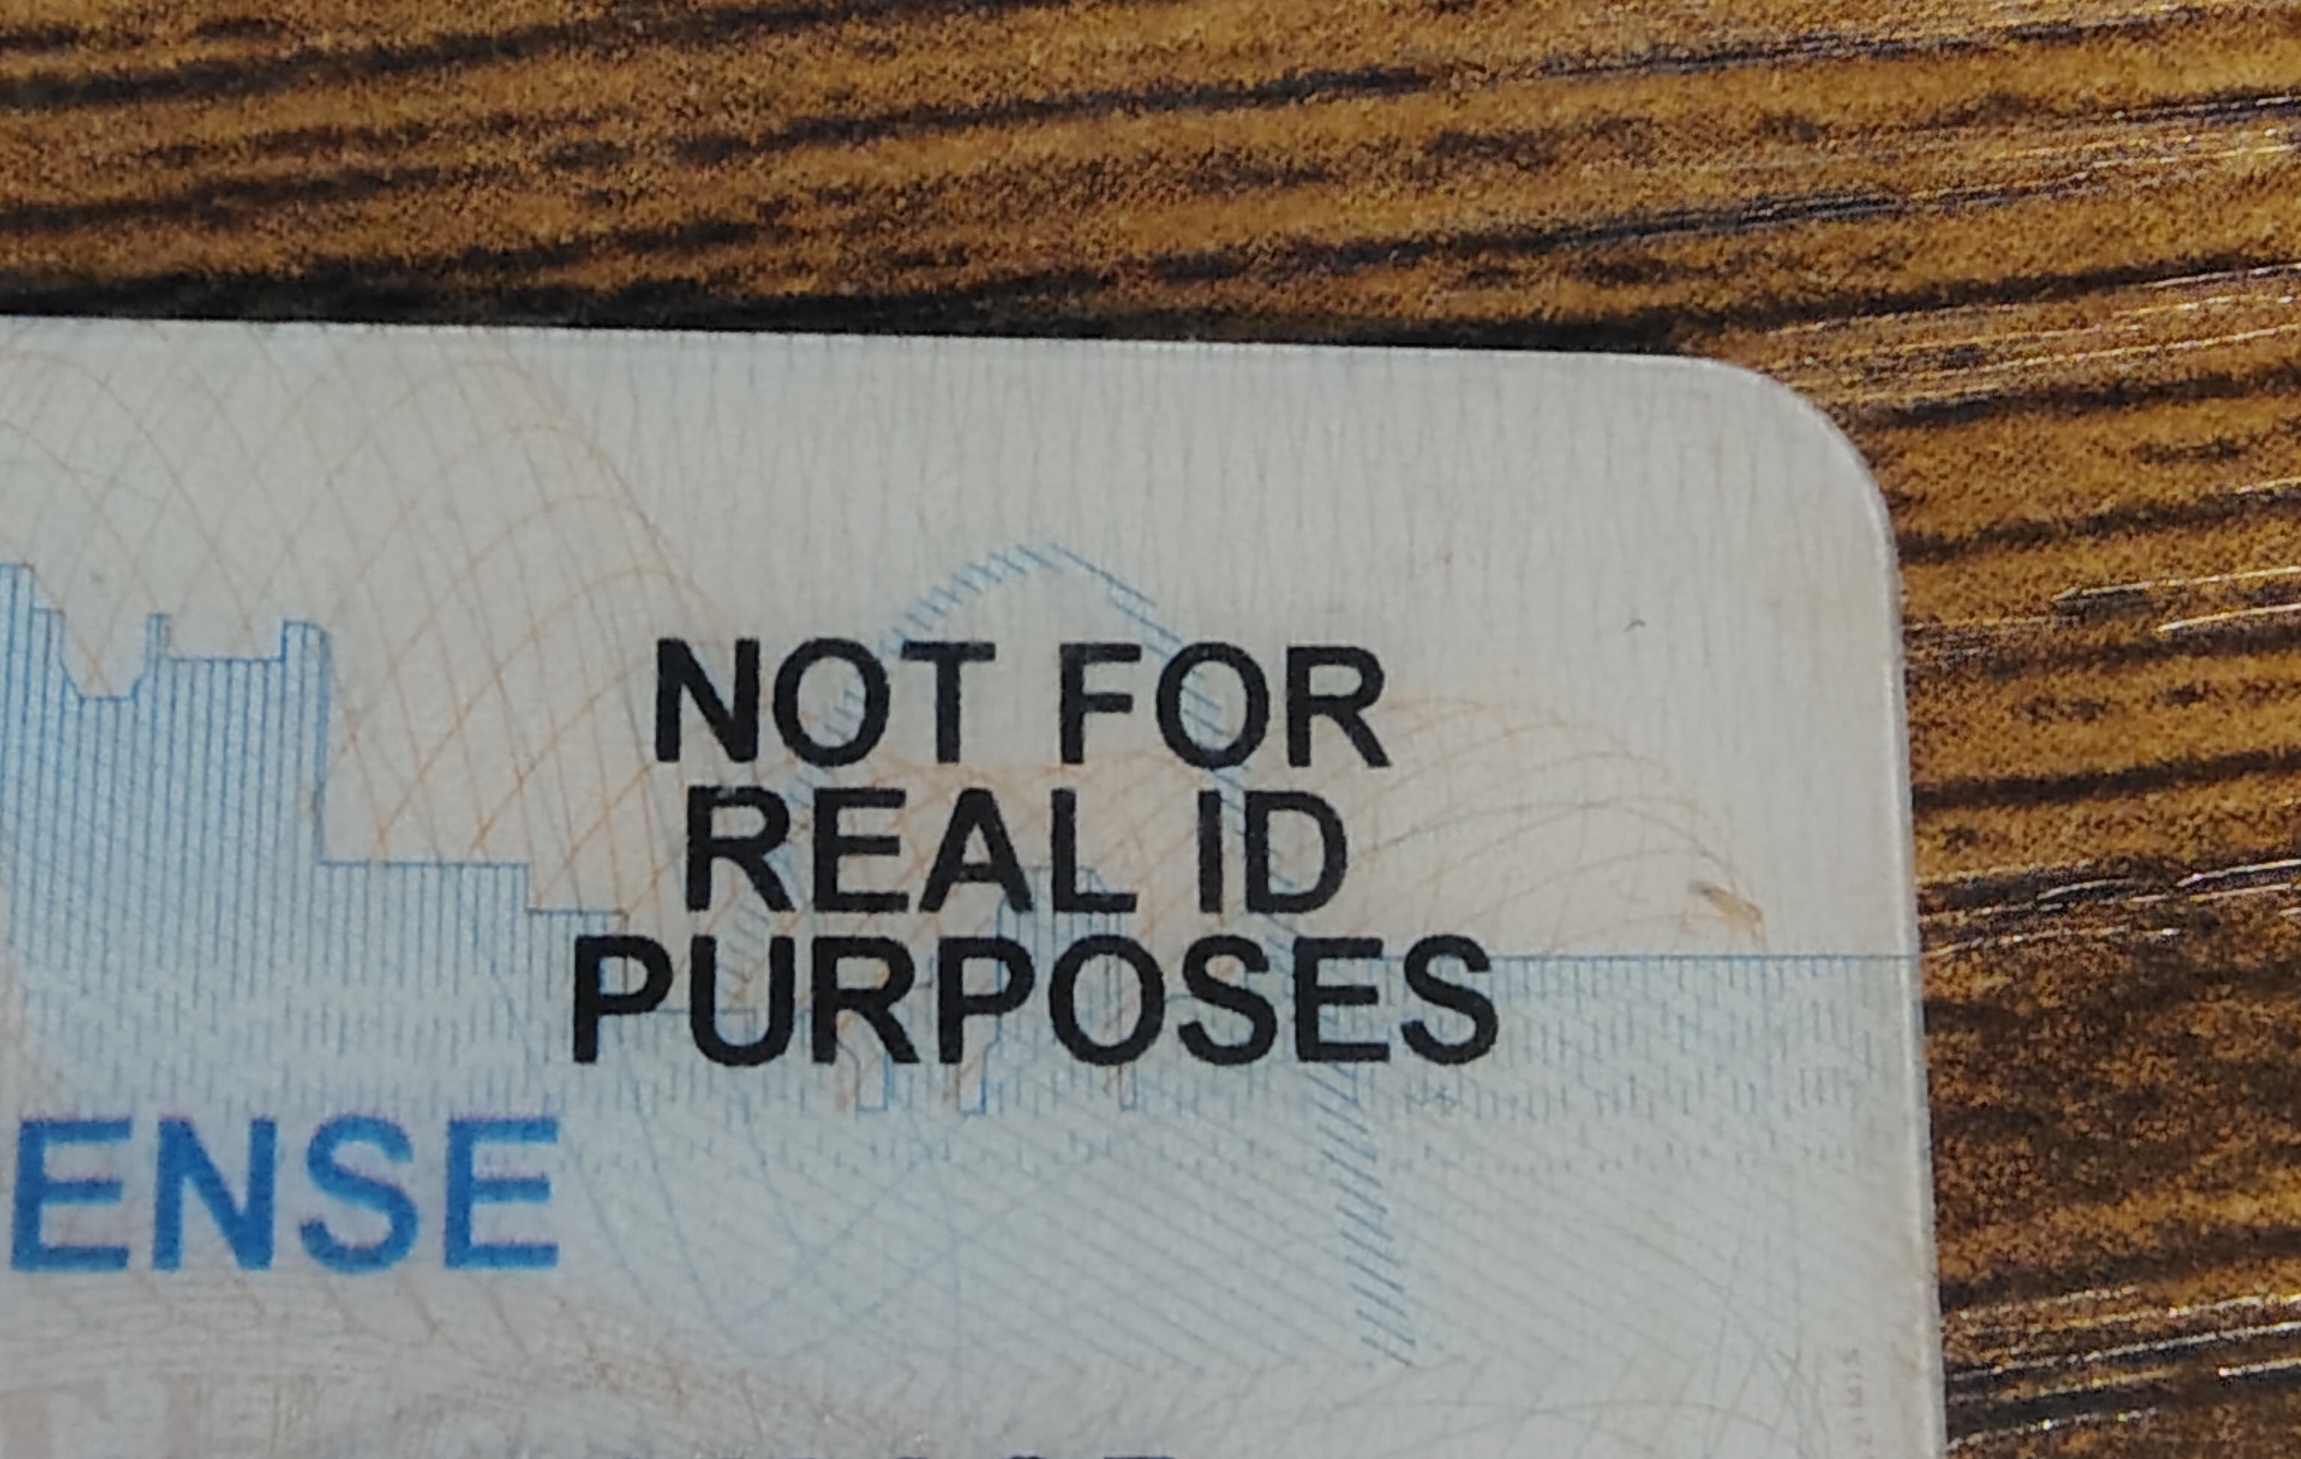 NOT FOR
REAL ID
PURPOSES
ENSE